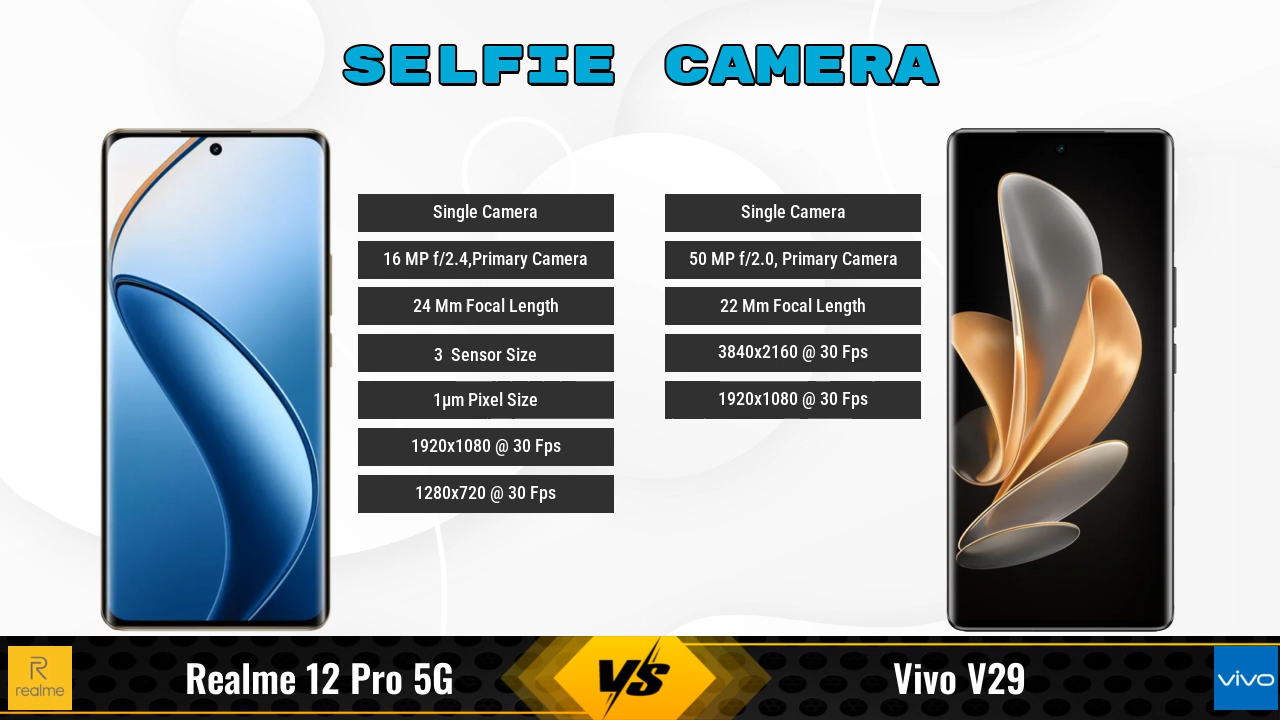 SELFIE CAMERA
Single Camera
16 MP f/2.4,Primary Camera
24 Mm Focal Length
3 Sensor Size
1µm Pixel Size
1920x1080 @ 30 Fps
1280x720 @ 30 Fps
Single Camera
50 MP f/2.0, Primary Camera
22 Mm Focal Length
3840x2160 @ 30 Fps
1920x1080 @ 30 Fps
realme
Realme 12 Pro 5G
VS
Vivo V29
vivo